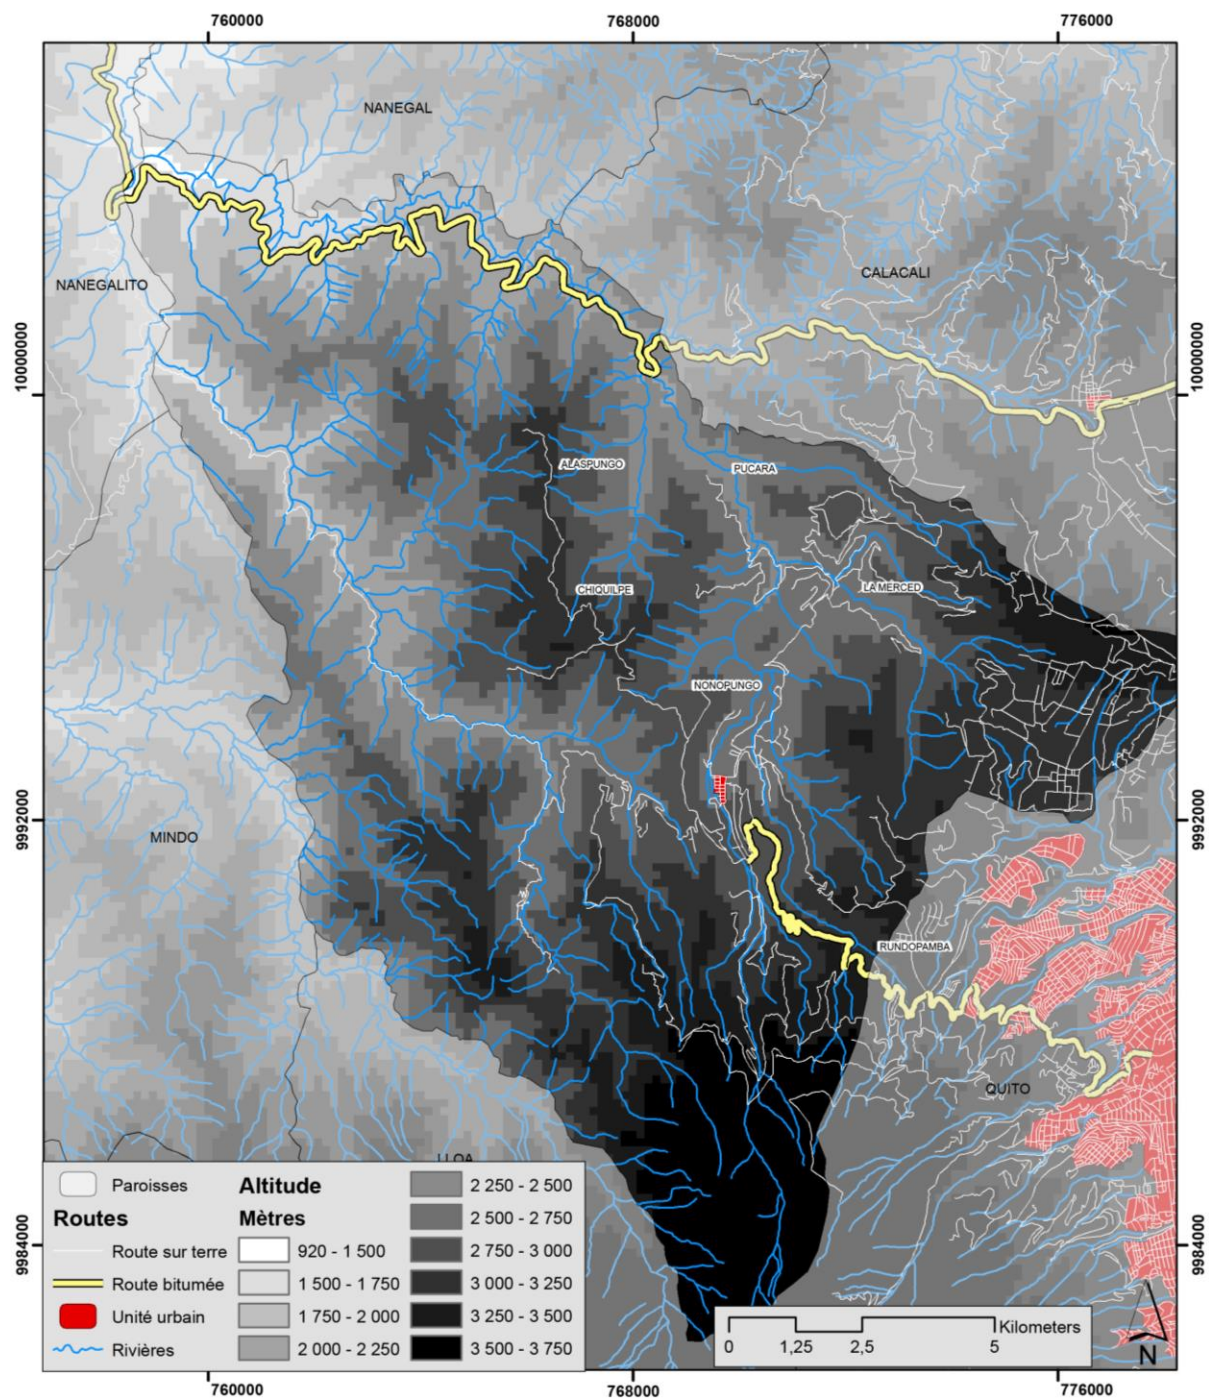 760000
768000
776000
NANEGAL
CALACALI
NANEGALITO
10000000
10000000
ALASPUNGO
PUCARA
CHIQUILPE
LA MERCED
NONOPUNGO
9992000
9992000
MINDO
RUNDOPAMBA
QUITO
LLOA
Paroisses
Routes
Route sur terre
Route bitumée
Unité urbain
Rivières
Altitude
Mètres
920 - 1 500
1 500 - 1 750
1 750 - 2 000
2 000 - 2 250
2 250 - 2 500
2 500 - 2 750
2 750 - 3 000
3 000 - 3 250
3 250 - 3 500
3 500 - 3 750
9984000
9984000
Kilometers
0 1,25 2,5 5
N
760000
768000
776000